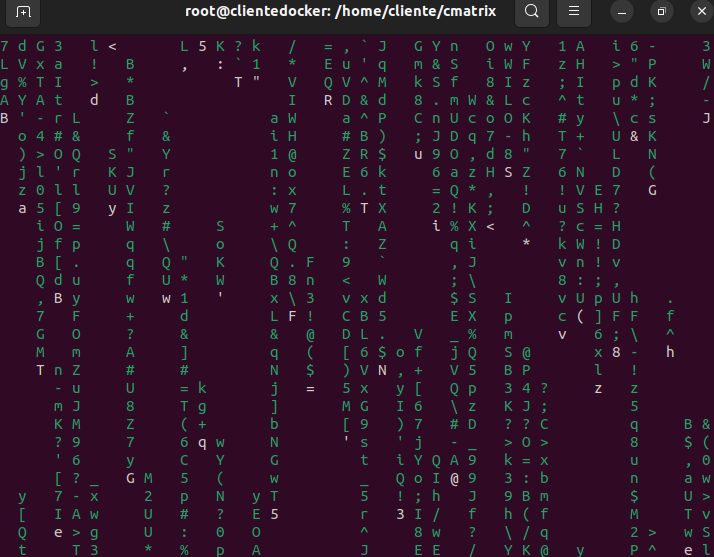 7 d G 3 l < L 5 K ? k / = , ` J G Y n O w Y 1 A i 6 - 3
L V x a ! B , : ` 1 * E u ' q m & S i W F z H > " P W
g % T I > * T " V Q V ^ M k S f 8 I z ; I p d K /
A Y A t d B I R D & d 8 . m W & L c ^ t u * ; -
B ' - r L Z ` a W a ^ P C n U c o O K # y \ c s J
o 4 # & f & i H # B ) ; J D q 7 - h T + U & K
) > O Q S " Y 1 @ Z R $ u 9 O , d 8 " 7 ` L N
j l ' r K J r n o E 6 k 6 a z H S Z 6 N D (
z 0 l l U V ? : x L . t = Q * , ! ! V E 7 G
a 5 [ 9 y I z w 7 % T X 2 ! K ; D u S H ?
i O = W # S + ^ T A i % X < ^ ? c = H
j f p q \ o \ Q : Z q i * k W ! D
B [ . q " K Q . F 9 ` , J v n ! v
Q d u f * Q U W B 8 n < W ; \ 8 : ; ,
, B y w 1 w ' x \ 3 v x d $ S I v U p U h .
7 F + d L F ! C B 5 E X p c ( ] F F f
G O ? & & @ D L . V _ % m v 6 ; \ ^
M m A ] q ( [ 6 $ o f j Q S @ x 8 - h
T n Z # # N $ ) V N , + V 5 B P l !
- u U = k j = 5 x y [ Q p 3 4 ? z z
m J 8 T g ] M G I 6 \ z K J ; 5
K M Z ( + b [ 9 ) 7 # D ? ? C q B &
? 9 7 6 q w N ' s ' j - _ > O > 8 $ (
' 6 y C Y G t i Y Q A 9 k = x u , 0
[ ? _ G M 5 ( w _ Q o I @ 9 3 : b n a w
y 7 - x 2 p N y T 5 ! ; h J 9 B m $ U >
[ I A w U # ? E 5 r 3 I / f h ( f M T v
Q e > g U : 0 O ^ 8 w ? \ / q 2 > w S
root@clientedocker: /home/cliente/cmatrix